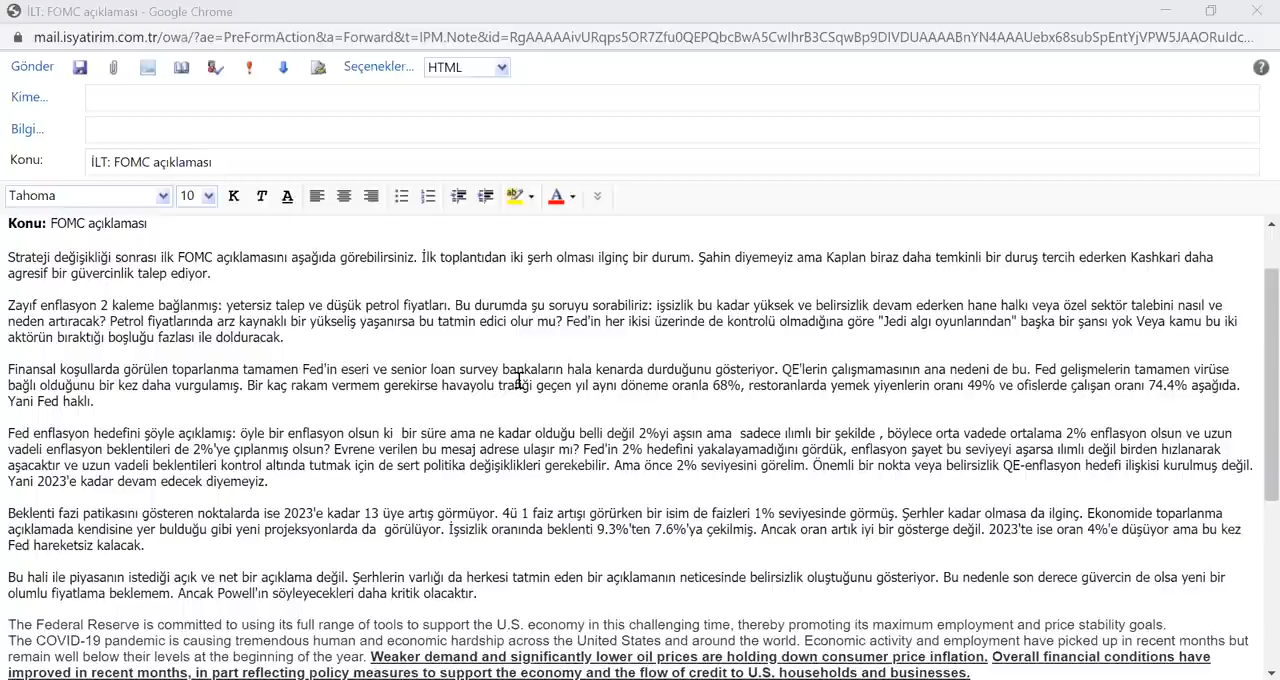 İLT: FOMC açıklaması - Google Chrome
mail.isyatirim.com.tr/owa/?ae=PreFormAction&a=Forward&t=IPM.Note&id=RgAAAAAivURqps5OR7Zfu0QEPQbcBwA5CwIhrB3CSqwBp9DIVDUAAAABnYN4AAAUebx68subSpEntYjVPW5JAAORuIdc...
Gönder Seçenekler... HTML
Kime...
Bilgi...
Konu: İLT: FOMC açıklaması
Tahoma 10 K T A
Konu: FOMC açıklaması
Strateji değişikliği sonrası ilk FOMC açıklamasını aşağıda görebilirsiniz. İlk toplantıdan iki şerh olması ilginç bir durum. Şahin diyemeyiz ama Kaplan biraz daha temkinli bir duruş tercih ederken Kashkari daha
agresif bir güvercinlik talep ediyor.
Zayıf enflasyon 2 kaleme bağlanmış: yetersiz talep ve düşük petrol fiyatları. Bu durumda şu soruyu sorabiliriz: işsizlik bu kadar yüksek ve belirsizlik devam ederken hane halkı veya özel sektör talebini nasıl ve
neden artıracak? Petrol fiyatlarında arz kaynaklı bir yükseliş yaşanırsa bu tatmin edici olur mu? Fed'in her ikisi üzerinde de kontrolü olmadığına göre "Jedi algı oyunlarından" başka bir şansı yok Veya kamu bu iki
aktörün bıraktığı boşluğu fazlası ile dolduracak.
Finansal koşullarda görülen toparlanma tamamen Fed'in eseri ve senior loan survey bankaların hala kenarda durduğunu gösteriyor. QE'lerin çalışmamasının ana nedeni de bu. Fed gelişmelerin tamamen virüse
bağlı olduğunu bir kez daha vurgulamış. Bir kaç rakam vermem gerekirse havayolu trafiği geçen yıl aynı döneme oranla 68%, restoranlarda yemek yiyenlerin oranı 49% ve ofislerde çalışan oranı 74.4% aşağıda.
Yani Fed haklı.
Fed enflasyon hedefini şöyle açıklamış: öyle bir enflasyon olsun ki bir süre ama ne kadar olduğu belli değil 2%yi aşsın ama sadece ılımlı bir şekilde , böylece orta vadede ortalama 2% enflasyon olsun ve uzun
vadeli enflasyon beklentileri de 2%'ye çıplanmış olsun? Evrene verilen bu mesaj adrese ulaşır mı? Fed'in 2% hedefini yakalayamadığını gördük, enflasyon şayet bu seviyeyi aşarsa ılımlı değil birden hızlanarak
aşacaktır ve uzun vadeli beklentileri kontrol altında tutmak için de sert politika değişiklikleri gerekebilir. Ama önce 2% seviyesini görelim. Önemli bir nokta veya belirsizlik QE-enflasyon hedefi ilişkisi kurulmuş değil.
Yani 2023'e kadar devam edecek diyemeyiz.
Beklenti fazi patikasını gösteren noktalarda ise 2023'e kadar 13 üye artış görmüyor. 4ü 1 faiz artışı görürken bir isim de faizleri 1% seviyesinde görmüş. Şerhler kadar olmasa da ilginç. Ekonomide toparlanma
açıklamada kendisine yer bulduğu gibi yeni projeksyonlarda da görülüyor. İşsizlik oranında beklenti 9.3%'ten 7.6%'ya çekilmiş. Ancak oran artık iyi bir gösterge değil. 2023'te ise oran 4%'e düşüyor ama bu kez
Fed hareketsiz kalacak.
Bu hali ile piyasanın istediği açık ve net bir açıklama değil. Şerhlerin varlığı da herkesi tatmin eden bir açıklamanın neticesinde belirsizlik oluştuğunu gösteriyor. Bu nedenle son derece güvercin de olsa yeni bir
olumlu fiyatlama beklemem. Ancak Powell'ın söyleyecekleri daha kritik olacaktır.
The Federal Reserve is committed to using its full range of tools to support the U.S. economy in this challenging time, thereby promoting its maximum employment and price stability goals.
The COVID-19 pandemic is causing tremendous human and economic hardship across the United States and around the world. Economic activity and employment have picked up in recent months but
remain well below their levels at the beginning of the year. Weaker demand and significantly lower oil prices are holding down consumer price inflation. Overall financial conditions have
improved in recent months, in part reflecting policy measures to support the economy and the flow of credit to U.S. households and businesses.